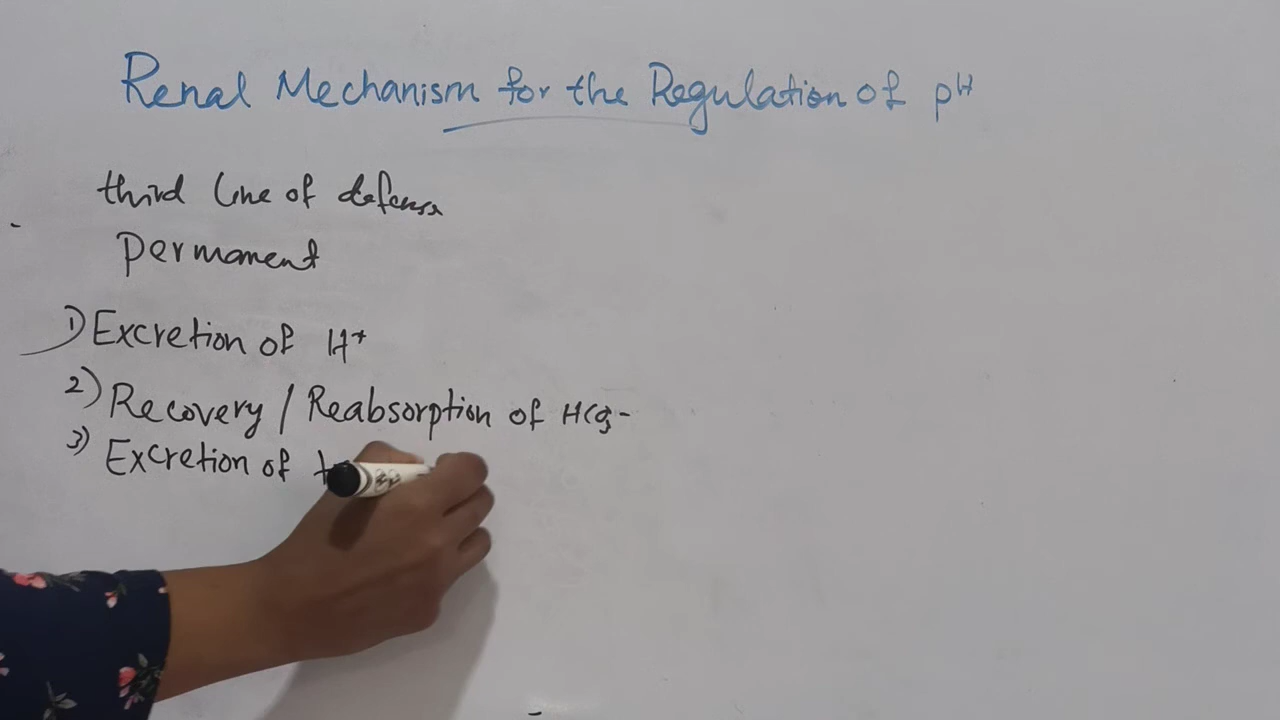 Renal Mechanism for the Regulation of pH
third line of defense
Permanent
1) Excretion of H+
2) Recovery / Reabsorption of HCO3-
3) Excretion of